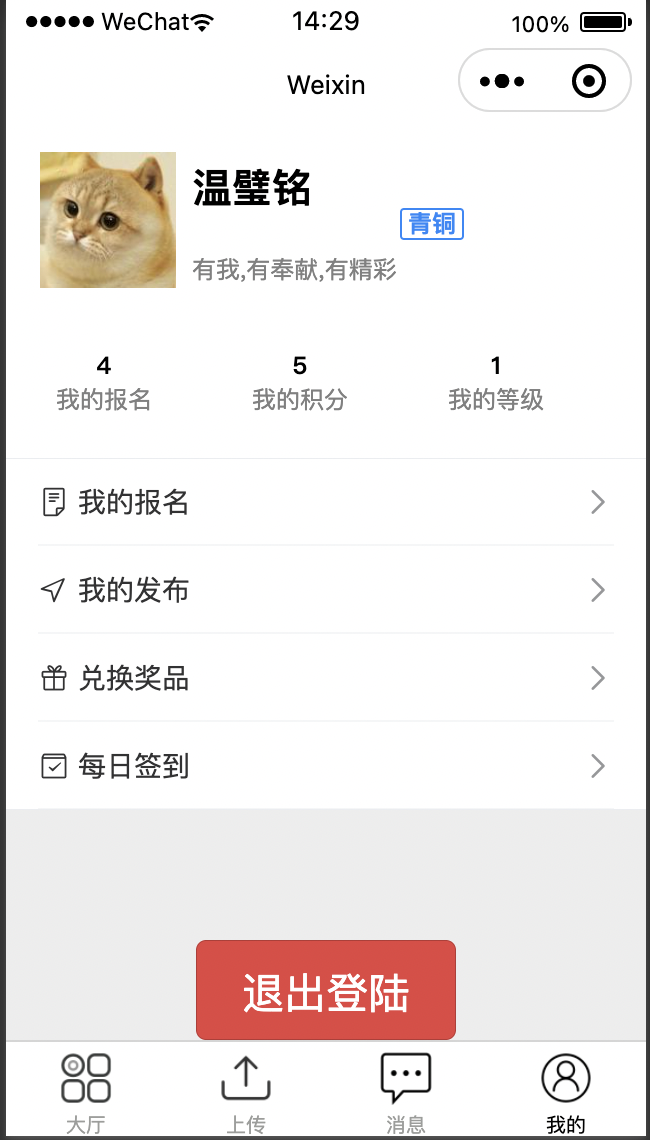 WeChat 14:29 100%
Weixin
温璧铭
青铜
有我,有奉献,有精彩
4 5 1
我的报名 我的积分 我的等级
我的报名
我的发布
兑换奖品
每日签到
退出登陆
大厅 上传 消息 我的